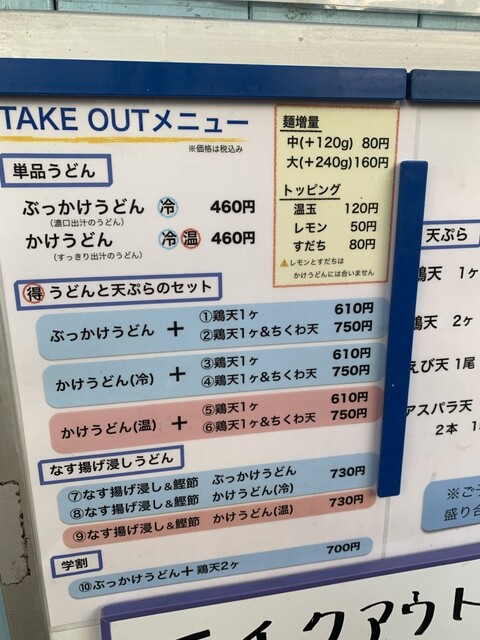 TAKE OUTメニュー
※価格は税込み
単品うどん
ぶっかけうどん 冷 460円
(濃口出汁のうどん)
かけうどん 冷 温 460円
(すっきり出汁のうどん)
麺増量
中(+120g) 80円
大(+240g) 160円
トッピング
温玉 120円
レモン 50円
すだち 80円
⚠レモンとすだちは
かけうどんには合いません
得 うどんと天ぷらのセット
ぶっかけうどん + ①鶏天1ヶ 610円
②鶏天1ヶ&ちくわ天 750円
かけうどん(冷) + ③鶏天1ヶ 610円
④鶏天1ヶ&ちくわ天 750円
かけうどん(温) + ⑤鶏天1ヶ 610円
⑥鶏天1ヶ&ちくわ天 750円
なす揚げ浸しうどん
⑦なす揚げ浸し&鰹節 ぶっかけうどん 730円
⑧なす揚げ浸し&鰹節 かけうどん(冷)
⑨なす揚げ浸し&鰹節 かけうどん(温) 730円
学割
⑩ぶっかけうどん+鶏天2ヶ 700円
天ぷら
鶏天 1ヶ
鶏天 2ヶ
えび天 1尾
アスパラ天
2本
※ご
盛り合
テイクアウト